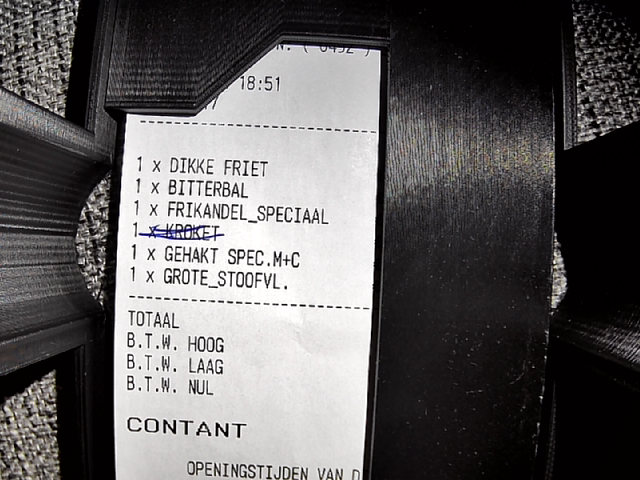 18:51
1 x DIKKE FRIET
1 x BITTERBAL
1 x FRIKANDEL_SPECIAAL
1 x KROKET
1 x GEHAKT SPEC.M+C
1 x GROTE_STOOFVL.
TOTAAL
B.T.W. HOOG
B.T.W. LAAG
B.T.W. NUL
CONTANT
OPENINGSTIJDEN VAN D